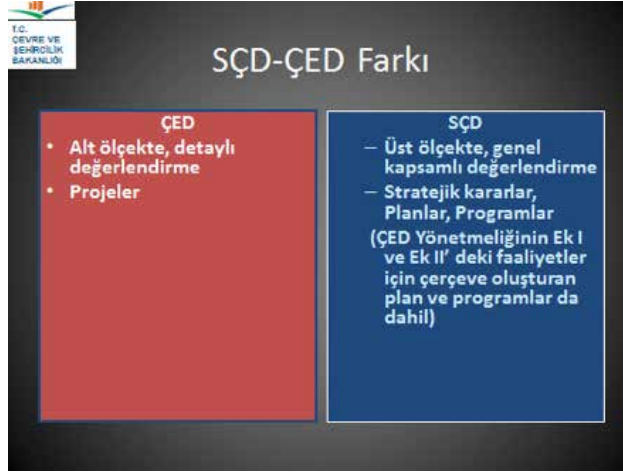 T.C.
ÇEVRE VE
ŞEHİRCİLİK
BAKANLIĞI
SÇD-ÇED Farkı
ÇED
• Alt ölçekte, detaylı
değerlendirme
• Projeler
SÇD
– Üst ölçekte, genel
kapsamlı değerlendirme
– Stratejik kararlar,
Planlar, Programlar
(ÇED Yönetmeliğinin Ek I
ve Ek II' deki faaliyetler
için çerçeve oluşturan
plan ve programlar da
dahil)